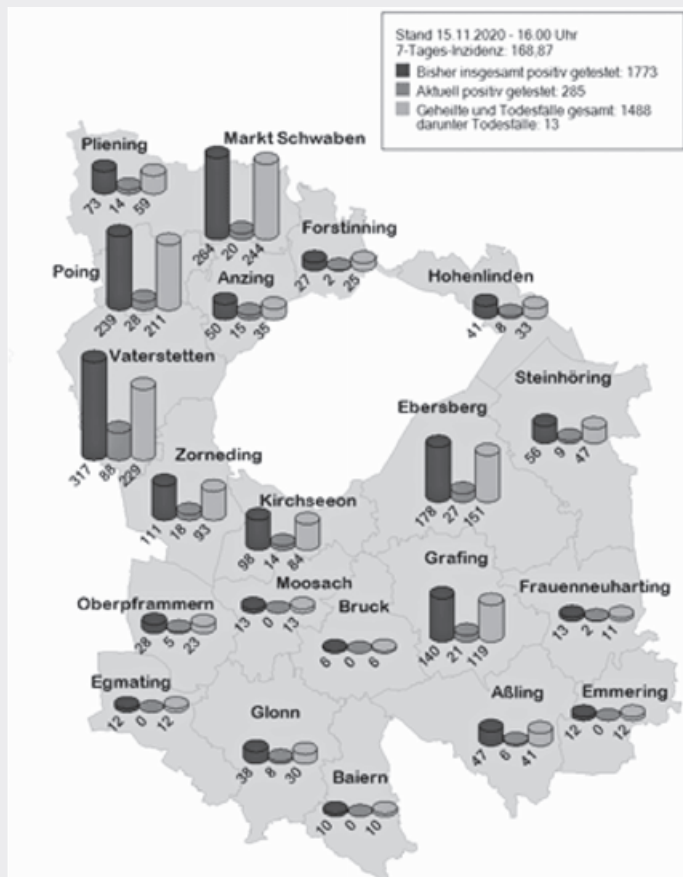 Stand 15.11.2020 - 16.00 Uhr
7-Tages-Inzidenz: 168,87
Bisher insgesamt positiv getestet: 1773
Aktuell positiv getestet: 285
Geheilte und Todesfälle gesamt: 1488
darunter Todesfälle: 13
Pliening
73 14 59
Markt Schwaben
264 20 244
Forstinning
27 2 25
Poing
239 28 211
Anzing
50 15 35
Hohenlinden
41 8 33
Vaterstetten
317 88 229
Steinhöring
56 9 47
Ebersberg
178 27 151
Zorneding
111 18 93
Kirchseeon
98 14 84
Grafing
140 21 119
Moosach
13 0 13
Bruck
6 0 6
Frauenneuharting
13 2 11
Oberpframmern
28 5 23
Egmating
12 0 12
Glonn
38 8 30
Aßling
47 6 41
Emmering
12 0 12
Baiern
10 0 10